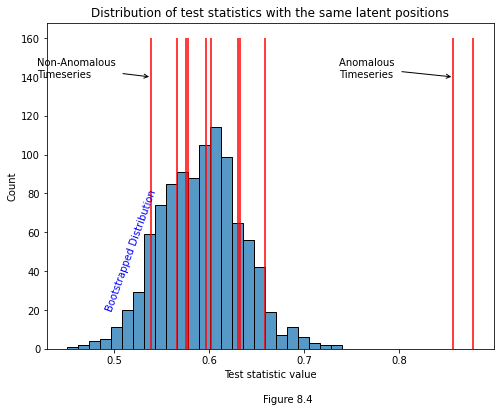 Distribution of test statistics with the same latent positions
160
140
120
100
80
60
40
20
0
Count
Non-Anomalous
Timeseries
Anomalous
Timeseries
Bootstrapped Distribution
0.5 0.6 0.7 0.8
Test statistic value
Figure 8.4